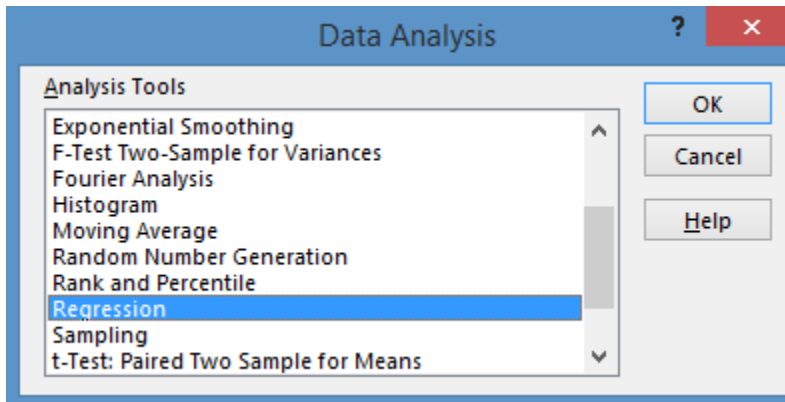 Data Analysis
?
Analysis Tools
Exponential Smoothing
F-Test Two-Sample for Variances
Fourier Analysis
Histogram
Moving Average
Random Number Generation
Rank and Percentile
Regression
Sampling
t-Test: Paired Two Sample for Means
OK
Cancel
Help